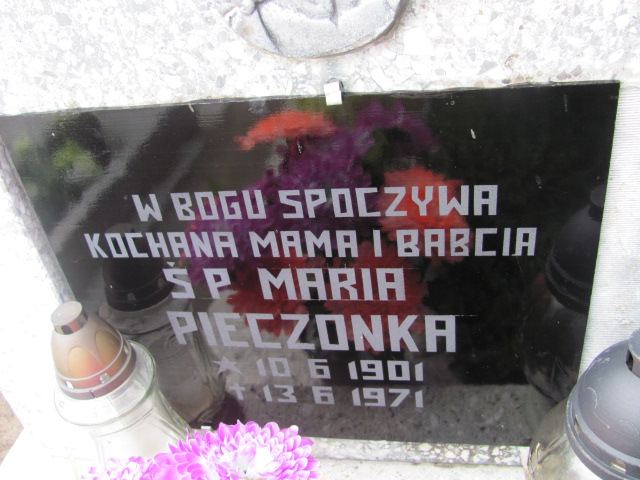 W BOGU SPOCZYWA
KOCHANA MAMA I BABCIA
Ś P MARIA
PIECZONKA
* 10 6 1901
✝ 13 6 1971